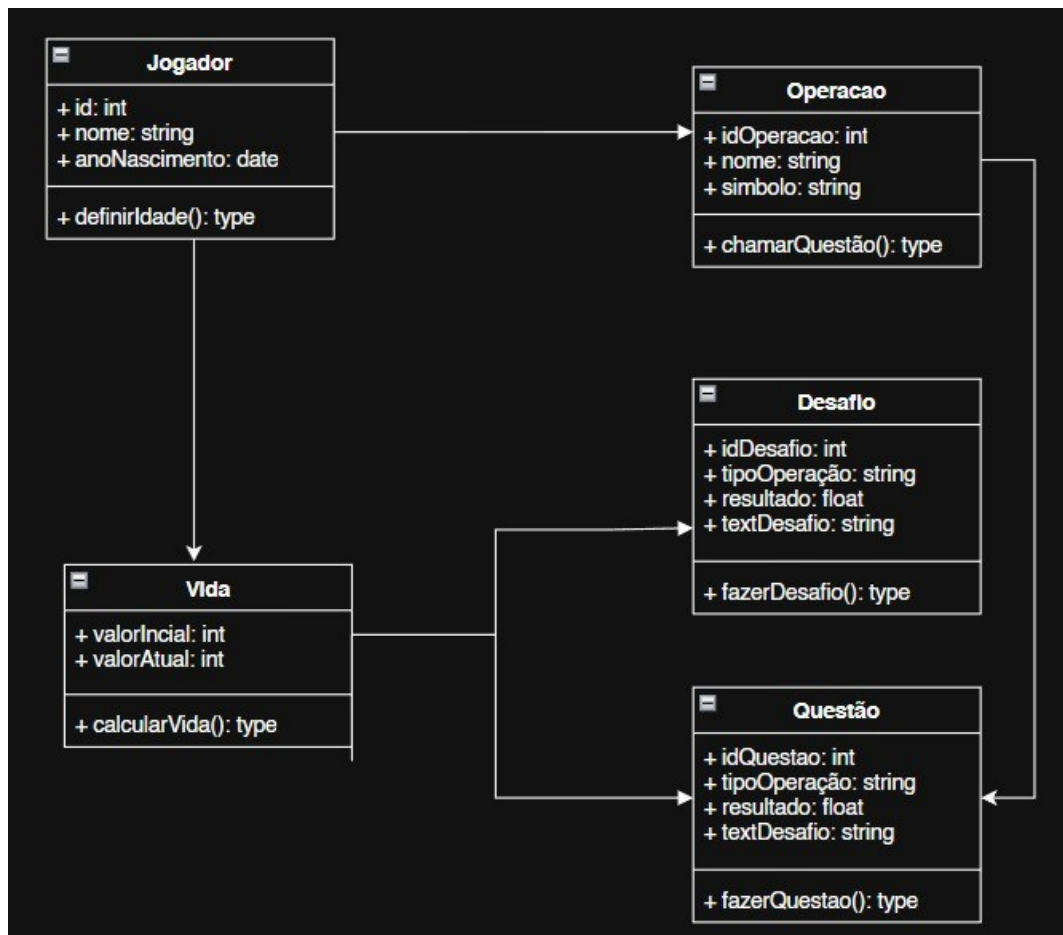 Jogador
+ id: int
+ nome: string
+ anoNascimento: date
+ definirIdade(): type
Operacao
+ idOperacao: int
+ nome: string
+ simbolo: string
+ chamarQuestão(): type
Desafio
+ idDesafio: int
+ tipoOperação: string
+ resultado: float
+ textDesafio: string
+ fazerDesafio(): type
Vida
+ valorIncial: int
+ valorAtual: int
+ calcularVida(): type
Questão
+ idQuestao: int
+ tipoOperação: string
+ resultado: float
+ textDesafio: string
+ fazerQuestao(): type